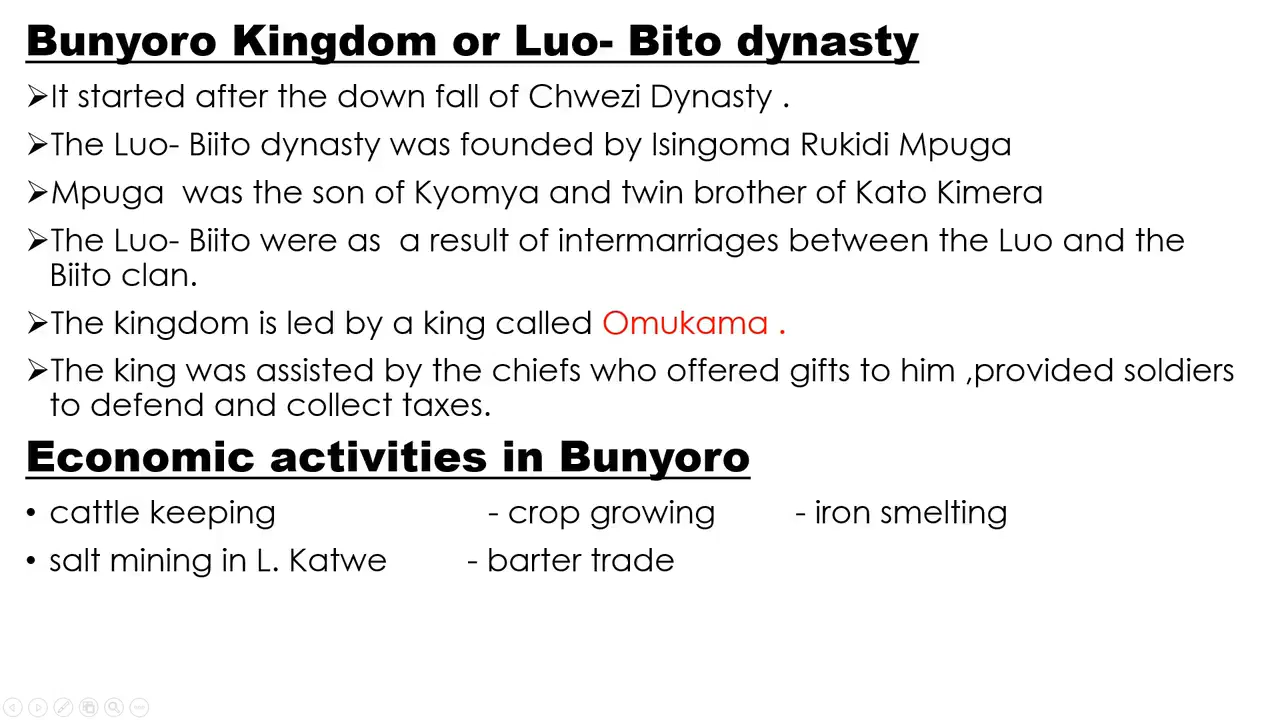 Bunyoro Kingdom or Luo- Bito dynasty
➢It started after the down fall of Chwezi Dynasty .
➢The Luo- Biito dynasty was founded by Isingoma Rukidi Mpuga
➢Mpuga was the son of Kyomya and twin brother of Kato Kimera
➢The Luo- Biito were as a result of intermarriages between the Luo and the
Biito clan.
➢The kingdom is led by a king called Omukama .
➢The king was assisted by the chiefs who offered gifts to him ,provided soldiers
to defend and collect taxes.
Economic activities in Bunyoro
• cattle keeping - crop growing - iron smelting
• salt mining in L. Katwe - barter trade